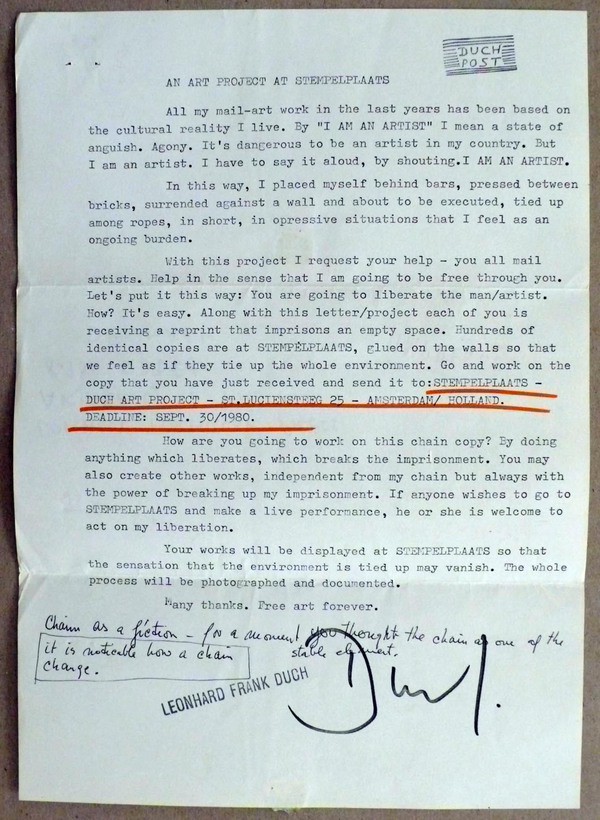 DUCH
POST
AN ART PROJECT AT STEMPELPLAATS
All my mail-art work in the last years has been based on
the cultural reality I live. By "I AM AN ARTIST" I mean a state of
anguish. Agony. It's dangerous to be an artist in my country. But
I am an artist. I have to say it aloud, by shouting.I AM AN ARTIST.
In this way, I placed myself behind bars, pressed between
bricks, surrended against a wall and about to be executed, tied up
among ropes, in short, in opressive situations that I feel as an
ongoing burden.
With this project I request your help - you all mail
artists. Help in the sense that I am going to be free through you.
Let's put it this way: You are going to liberate the man/artist.
How? It's easy. Along with this letter/project each of you is
receiving a reprint that imprisons an empty space. Hundreds of
identical copies are at STEMPELPLAATS, glued on the walls so that
we feel as if they tie up the whole environment. Go and work on the
copy that you have just received and send it to:STEMPELPLAATS -
DUCH ART PROJECT - ST.LUCIENSTEEG 25 - AMSTERDAM/ HOLLAND.
DEADLINE: SEPT. 30/1980.
How are you going to work on this chain copy? By doing
anything which liberates, which breaks the imprisonment. You may
also create other works, independent from my chain but always with
the power of breaking up my imprisonment. If anyone wishes to go to
STEMPELPLAATS and make a live performance, he or she is welcome to
act on my liberation.
Your works will be displayed at STEMPELPLAATS so that
the sensation that the environment is tied up may vanish. The whole
process will be photographed and documented.
Many thanks. Free art forever.
Chain as a fiction - for a moment you thought the chain as one of the
stable element.
it is noticable how a chain
change.
LEONHARD FRANK DUCH
Duch.